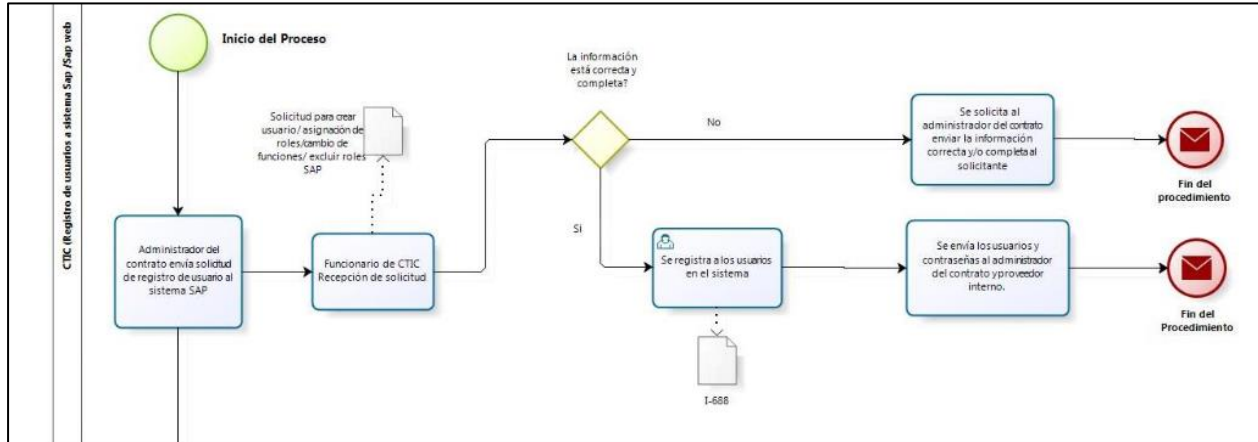 CTIC (Registro de usuarios a sistema Sap /Sap web
Inicio del Proceso
Solicitud para crear
usuario/ asignación de
roles/cambio de
funciones/ excluir roles
SAP
La información
está correcta y
completa?
No
Se solicita al
administrador del contrato
enviar la información
correcta y/o completa al
solicitante
Fin del
procedimiento
Administrador del
contrato envía solicitud
de registro de usuario al
sistema SAP
Funcionario de CTIC
Recepción de solicitud
Sí
Se registra a los usuarios
en el sistema
Se envía los usuarios y
contraseñas al administrador
del contrato y proveedor
interno.
Fin del
Procedimiento
I-688